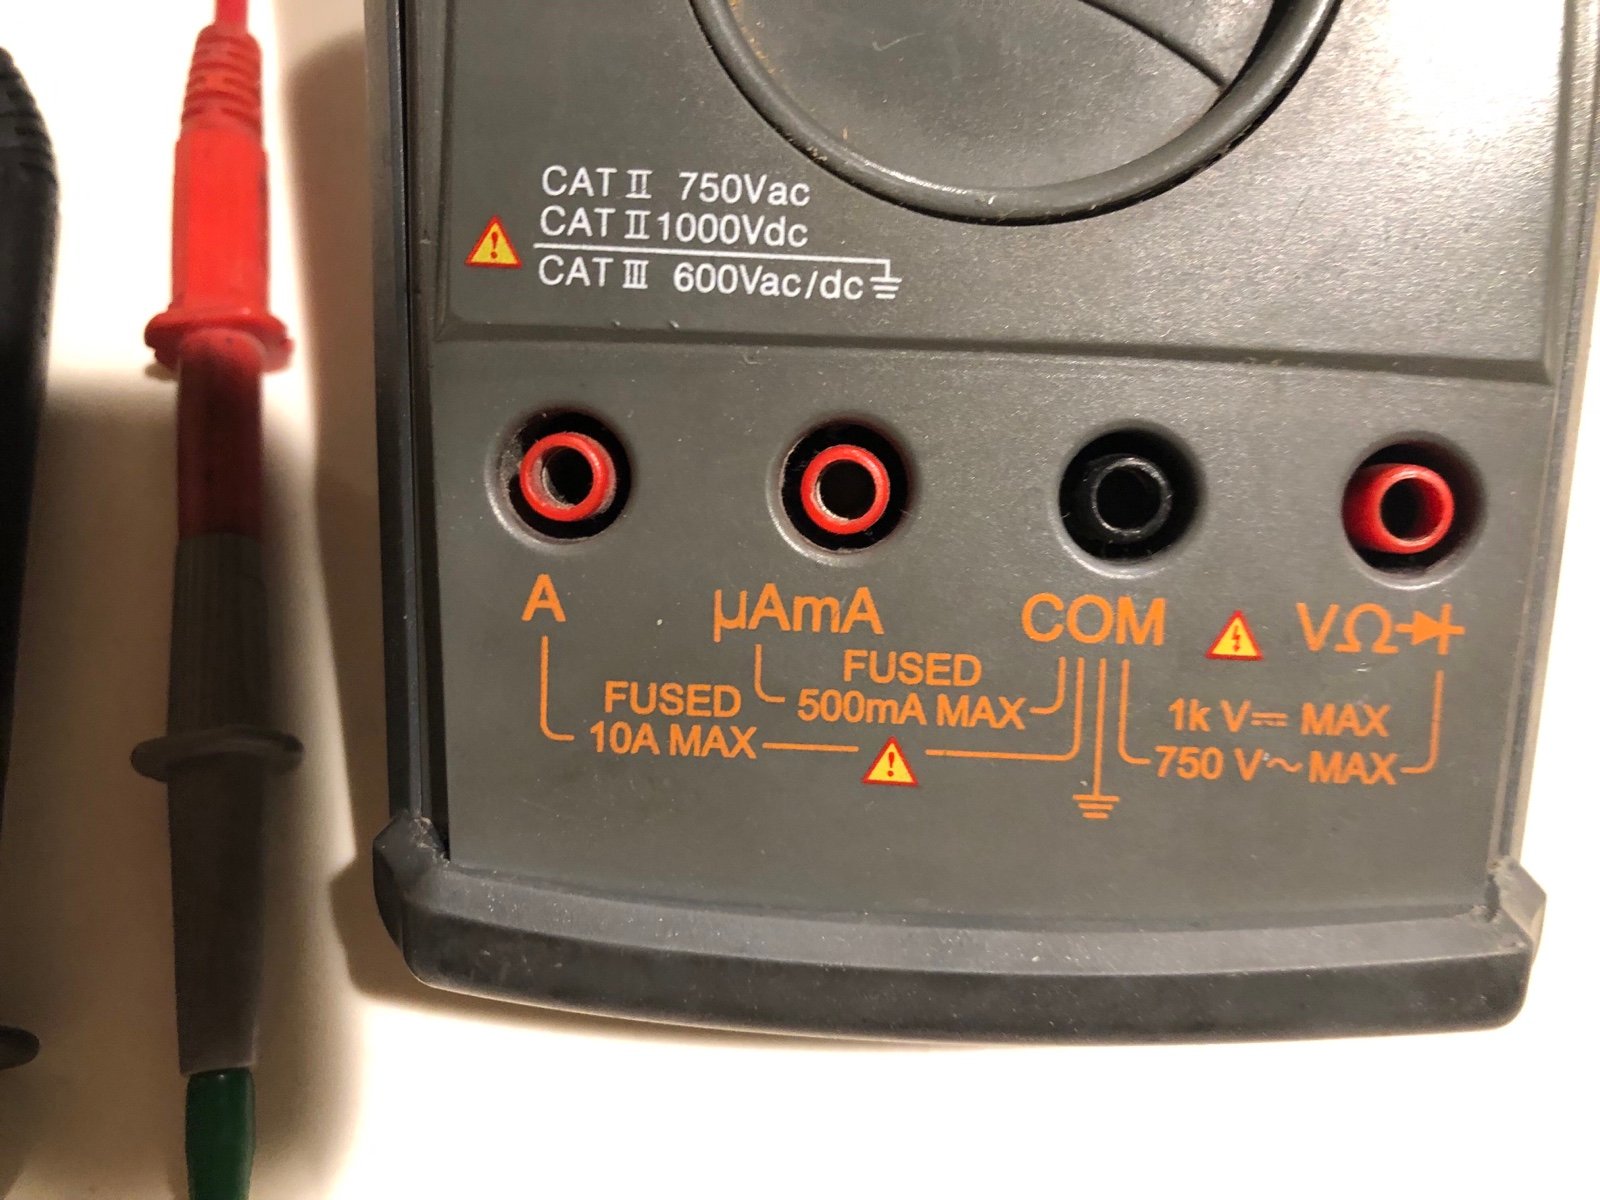 CAT II 750Vac
CAT II 1000Vdc
CAT III 600Vac/dc
A
µAmA
COM
VΩ
FUSED
500mA MAX
FUSED
10A MAX
1k V⎓ MAX
750 V~ MAX